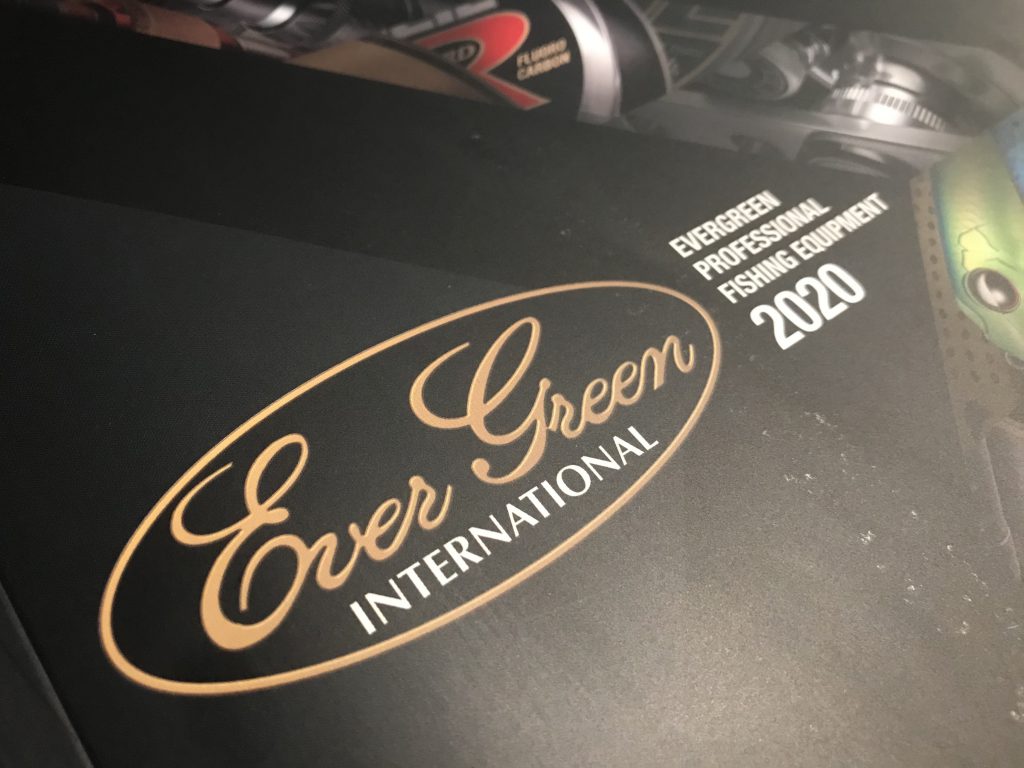 FLUORO
CARBON
EVERGREEN
PROFESSIONAL
FISHING EQUIPMENT
2020
Ever Green
INTERNATIONAL